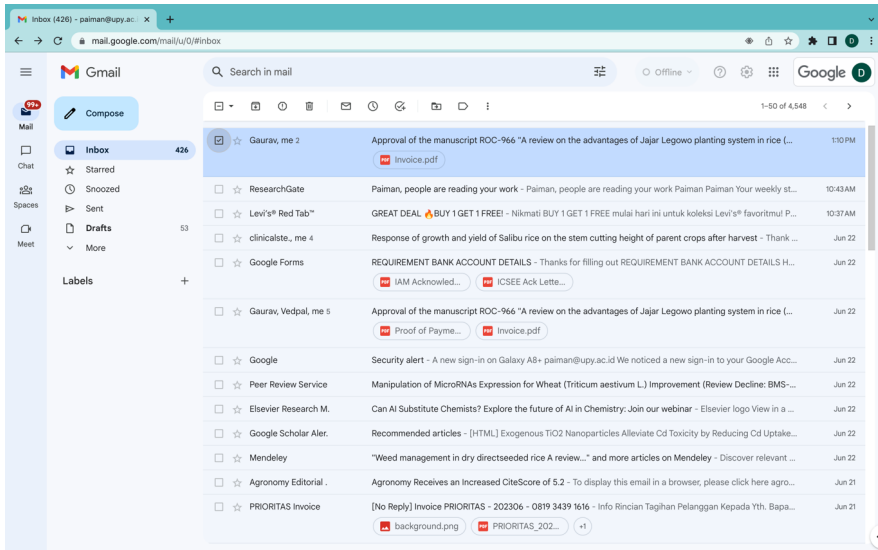 Inbox (426) - paiman@upy.ac.i
mail.google.com/mail/u/0/#inbox
D
Gmail
Search in mail
Offline
Google D
99+
Mail
Chat
Spaces
Meet
Compose
Inbox 426
Starred
Snoozed
Sent
Drafts 53
More
Labels
1–50 of 4,548
Gaurav, me 2 Approval of the manuscript ROC-966 "A review on the advantages of Jajar Legowo planting system in rice (... 1:10 PM
PDF Invoice.pdf
ResearchGate Paiman, people are reading your work - Paiman, people are reading your work Paiman Paiman Your weekly st... 10:43 AM
Levi's® Red Tab™ GREAT DEAL 🔥BUY 1 GET 1 FREE! - Nikmati BUY 1 GET 1 FREE mulai hari ini untuk koleksi Levi's® favoritmu! P... 10:37 AM
clinicalste., me 4 Response of growth and yield of Salibu rice on the stem cutting height of parent crops after harvest - Thank ... Jun 22
Google Forms REQUIREMENT BANK ACCOUNT DETAILS - Thanks for filling out REQUIREMENT BANK ACCOUNT DETAILS H... Jun 22
PDF IAM Acknowled... PDF ICSEE Ack Lette...
Gaurav, Vedpal, me 5 Approval of the manuscript ROC-966 "A review on the advantages of Jajar Legowo planting system in rice (... Jun 22
PDF Proof of Payme... PDF Invoice.pdf
Google Security alert - A new sign-in on Galaxy A8+ paiman@upy.ac.id We noticed a new sign-in to your Google Acc... Jun 22
Peer Review Service Manipulation of MicroRNAs Expression for Wheat (Triticum aestivum L.) Improvement (Review Decline: BMS-... Jun 22
Elsevier Research M. Can AI Substitute Chemists? Explore the future of AI in Chemistry: Join our webinar - Elsevier logo View in a ... Jun 22
Google Scholar Aler. Recommended articles - [HTML] Exogenous TiO2 Nanoparticles Alleviate Cd Toxicity by Reducing Cd Uptake... Jun 22
Mendeley "Weed management in dry directseeded rice A review..." and more articles on Mendeley - Discover relevant ... Jun 22
Agronomy Editorial . Agronomy Receives an Increased CiteScore of 5.2 - To display this email in a browser, please click here agro... Jun 21
PRIORITAS Invoice [No Reply] Invoice PRIORITAS - 202306 - 0819 3439 1616 - Info Rincian Tagihan Pelanggan Kepada Yth. Bapa... Jun 21
background.png PDF PRIORITAS_202... +1